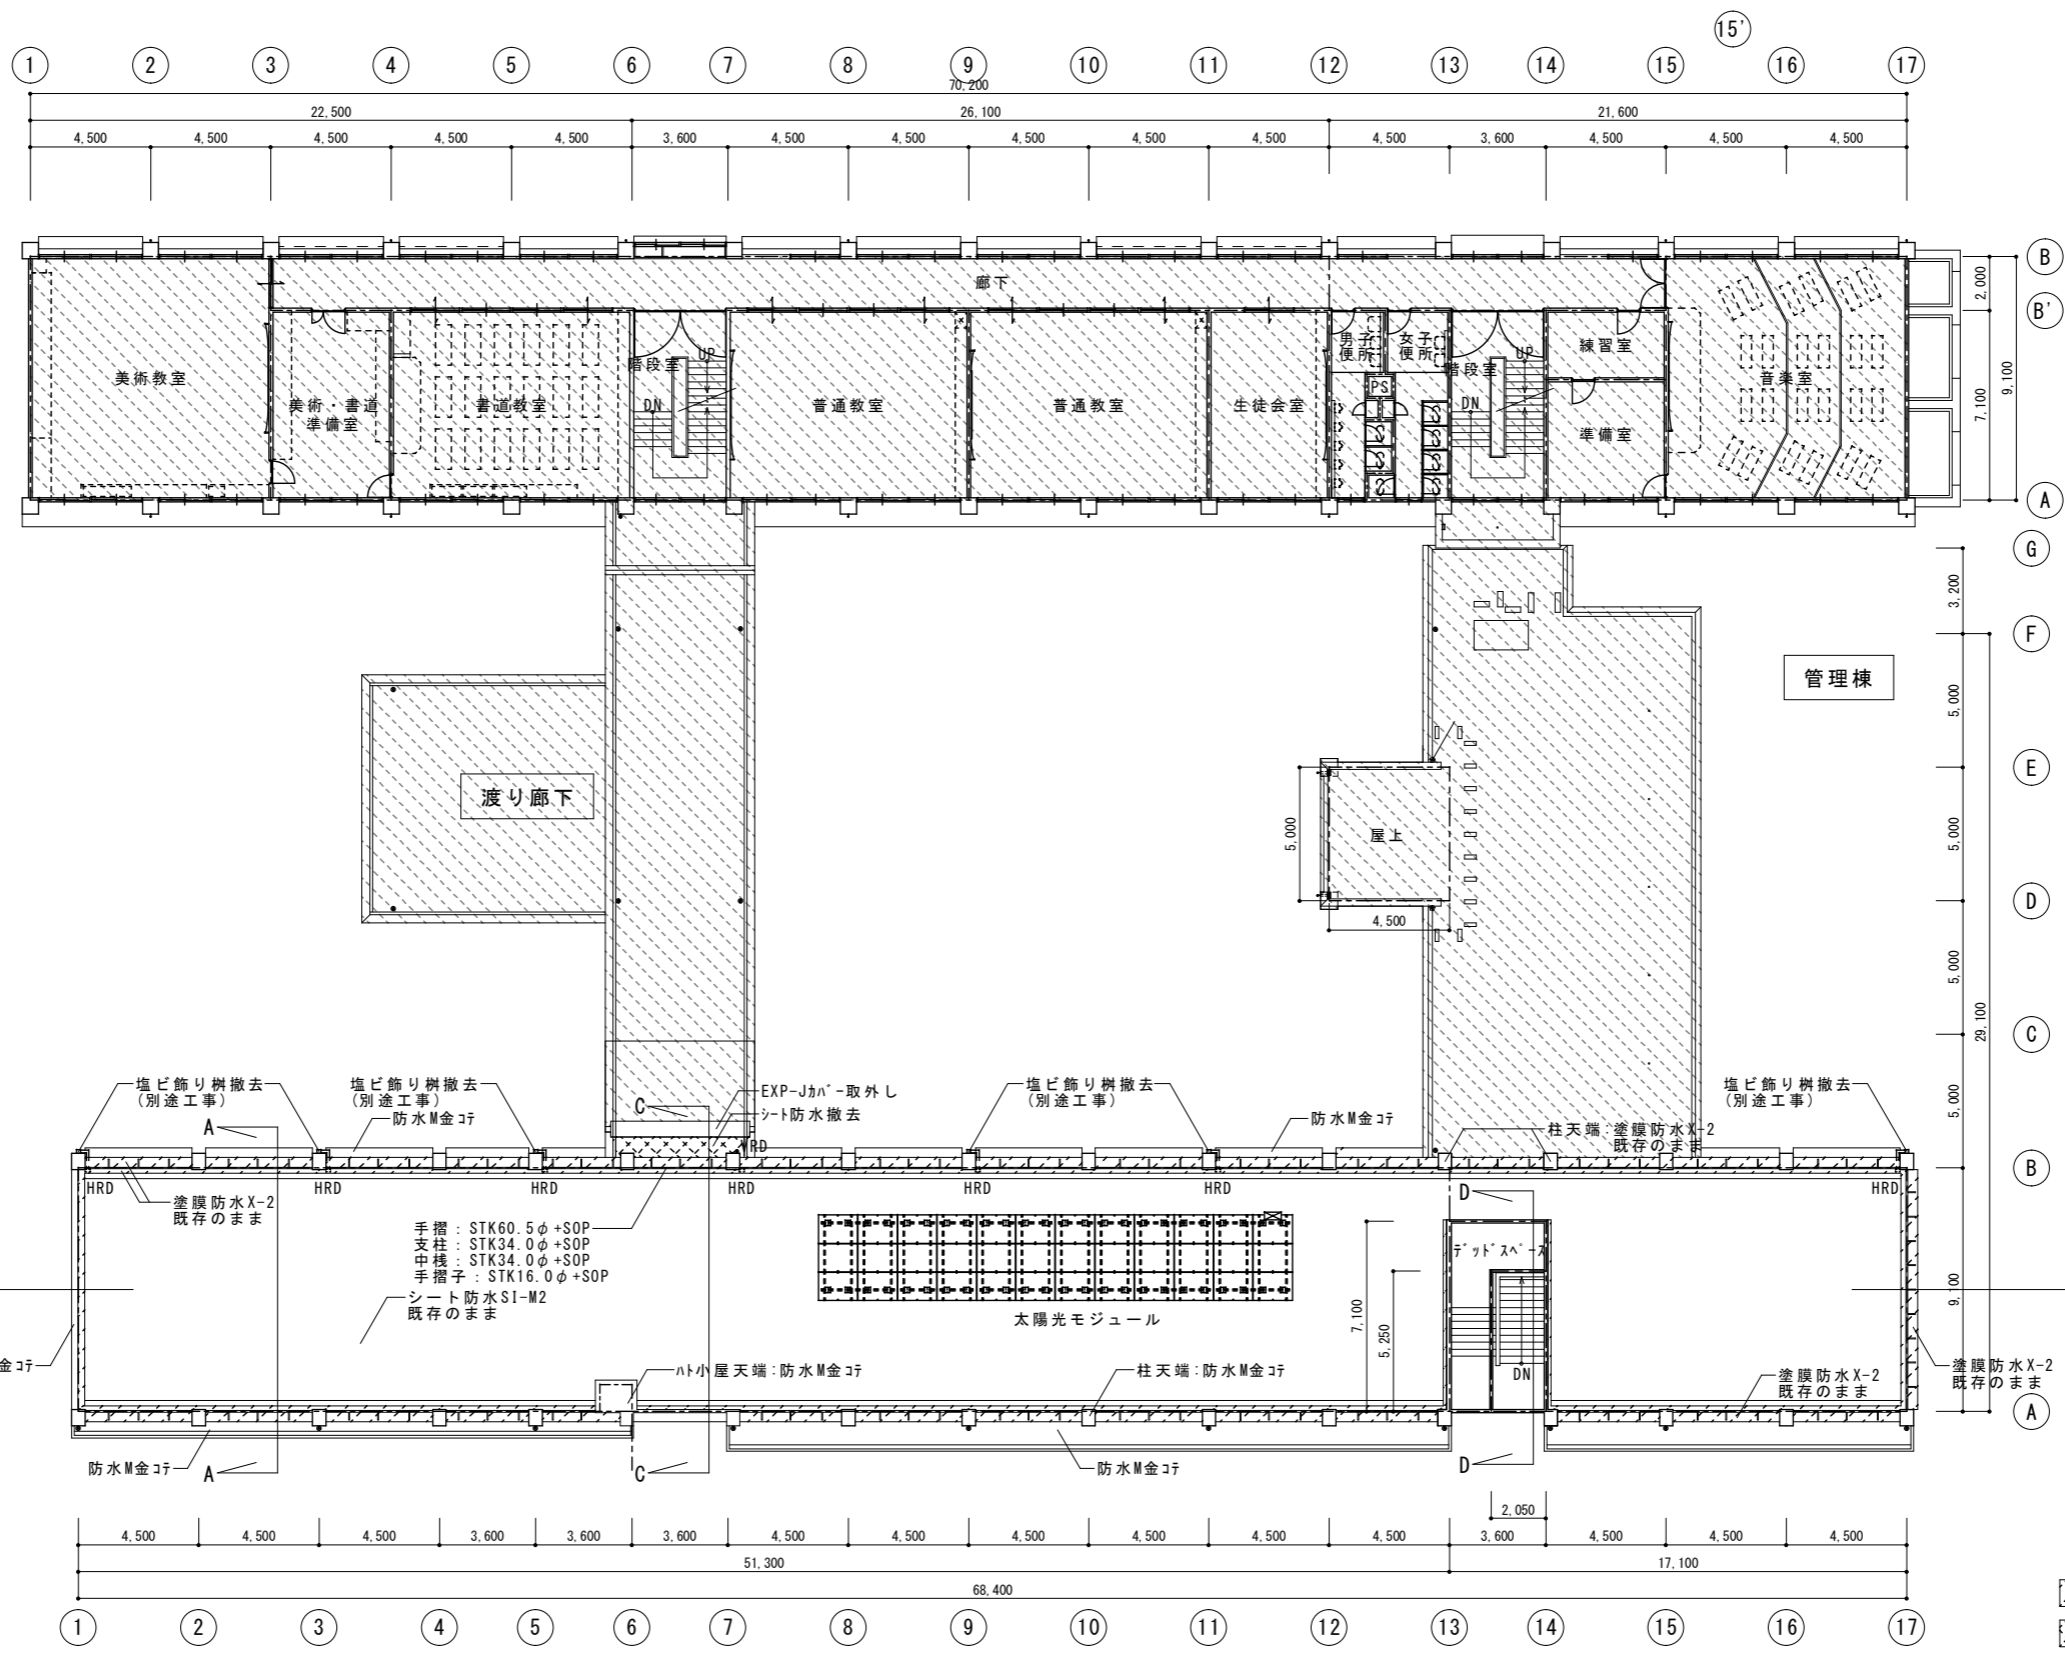 15'
1 2 3 4 5 6 7 8 9 10 11 12 13 14 15 16 17
70,200
22,500 26,100 21,600
4,500 4,500 4,500 4,500 4,500 3,600 4,500 4,500 4,500 4,500 4,500 4,500 3,600 4,500 4,500 4,500
B
2,000
廊下
B'
9,100
7,100
美術教室
美術・書道
準備室
書道教室
階段室
UP
DN
普通教室
普通教室
生徒会室
男子
便所
女子
便所
PS
階段室
UP
DN
練習室
準備室
音楽室
A
G
3,200
F
管理棟
5,000
E
渡り廊下
5,000
屋上
5,000
4,500
D
5,000
29,100
C
5,000
塩ビ飾り桝撤去
(別途工事)
塩ビ飾り桝撤去
(別途工事)
防水M金コテ
A
C
EXP-Jカバー取外し
シート防水撤去
塩ビ飾り桝撤去
(別途工事)
防水M金コテ
柱天端:塗膜防水X-2
既存のまま
塩ビ飾り桝撤去
(別途工事)
VRD
B
HRD HRD HRD HRD HRD HRD HRD
塗膜防水X-2
既存のまま
D
手摺:STK60.5φ+SOP
支柱:STK34.0φ+SOP
中桟:STK34.0φ+SOP
手摺子:STK16.0φ+SOP
シート防水SI-M2
既存のまま
太陽光モジュール
デッドスペース
7,100
5,250
9,100
DN
金コテ
ハト小屋天端:防水M金コテ
柱天端:防水M金コテ
塗膜防水X-2
既存のまま
塗膜防水X-2
既存のまま
A
防水M金コテ
A
C
防水M金コテ
D
2,050
4,500 4,500 4,500 3,600 3,600 3,600 4,500 4,500 4,500 4,500 4,500 4,500 3,600 4,500 4,500 4,500
51,300 17,100
68,400
1 2 3 4 5 6 7 8 9 10 11 12 13 14 15 16 17